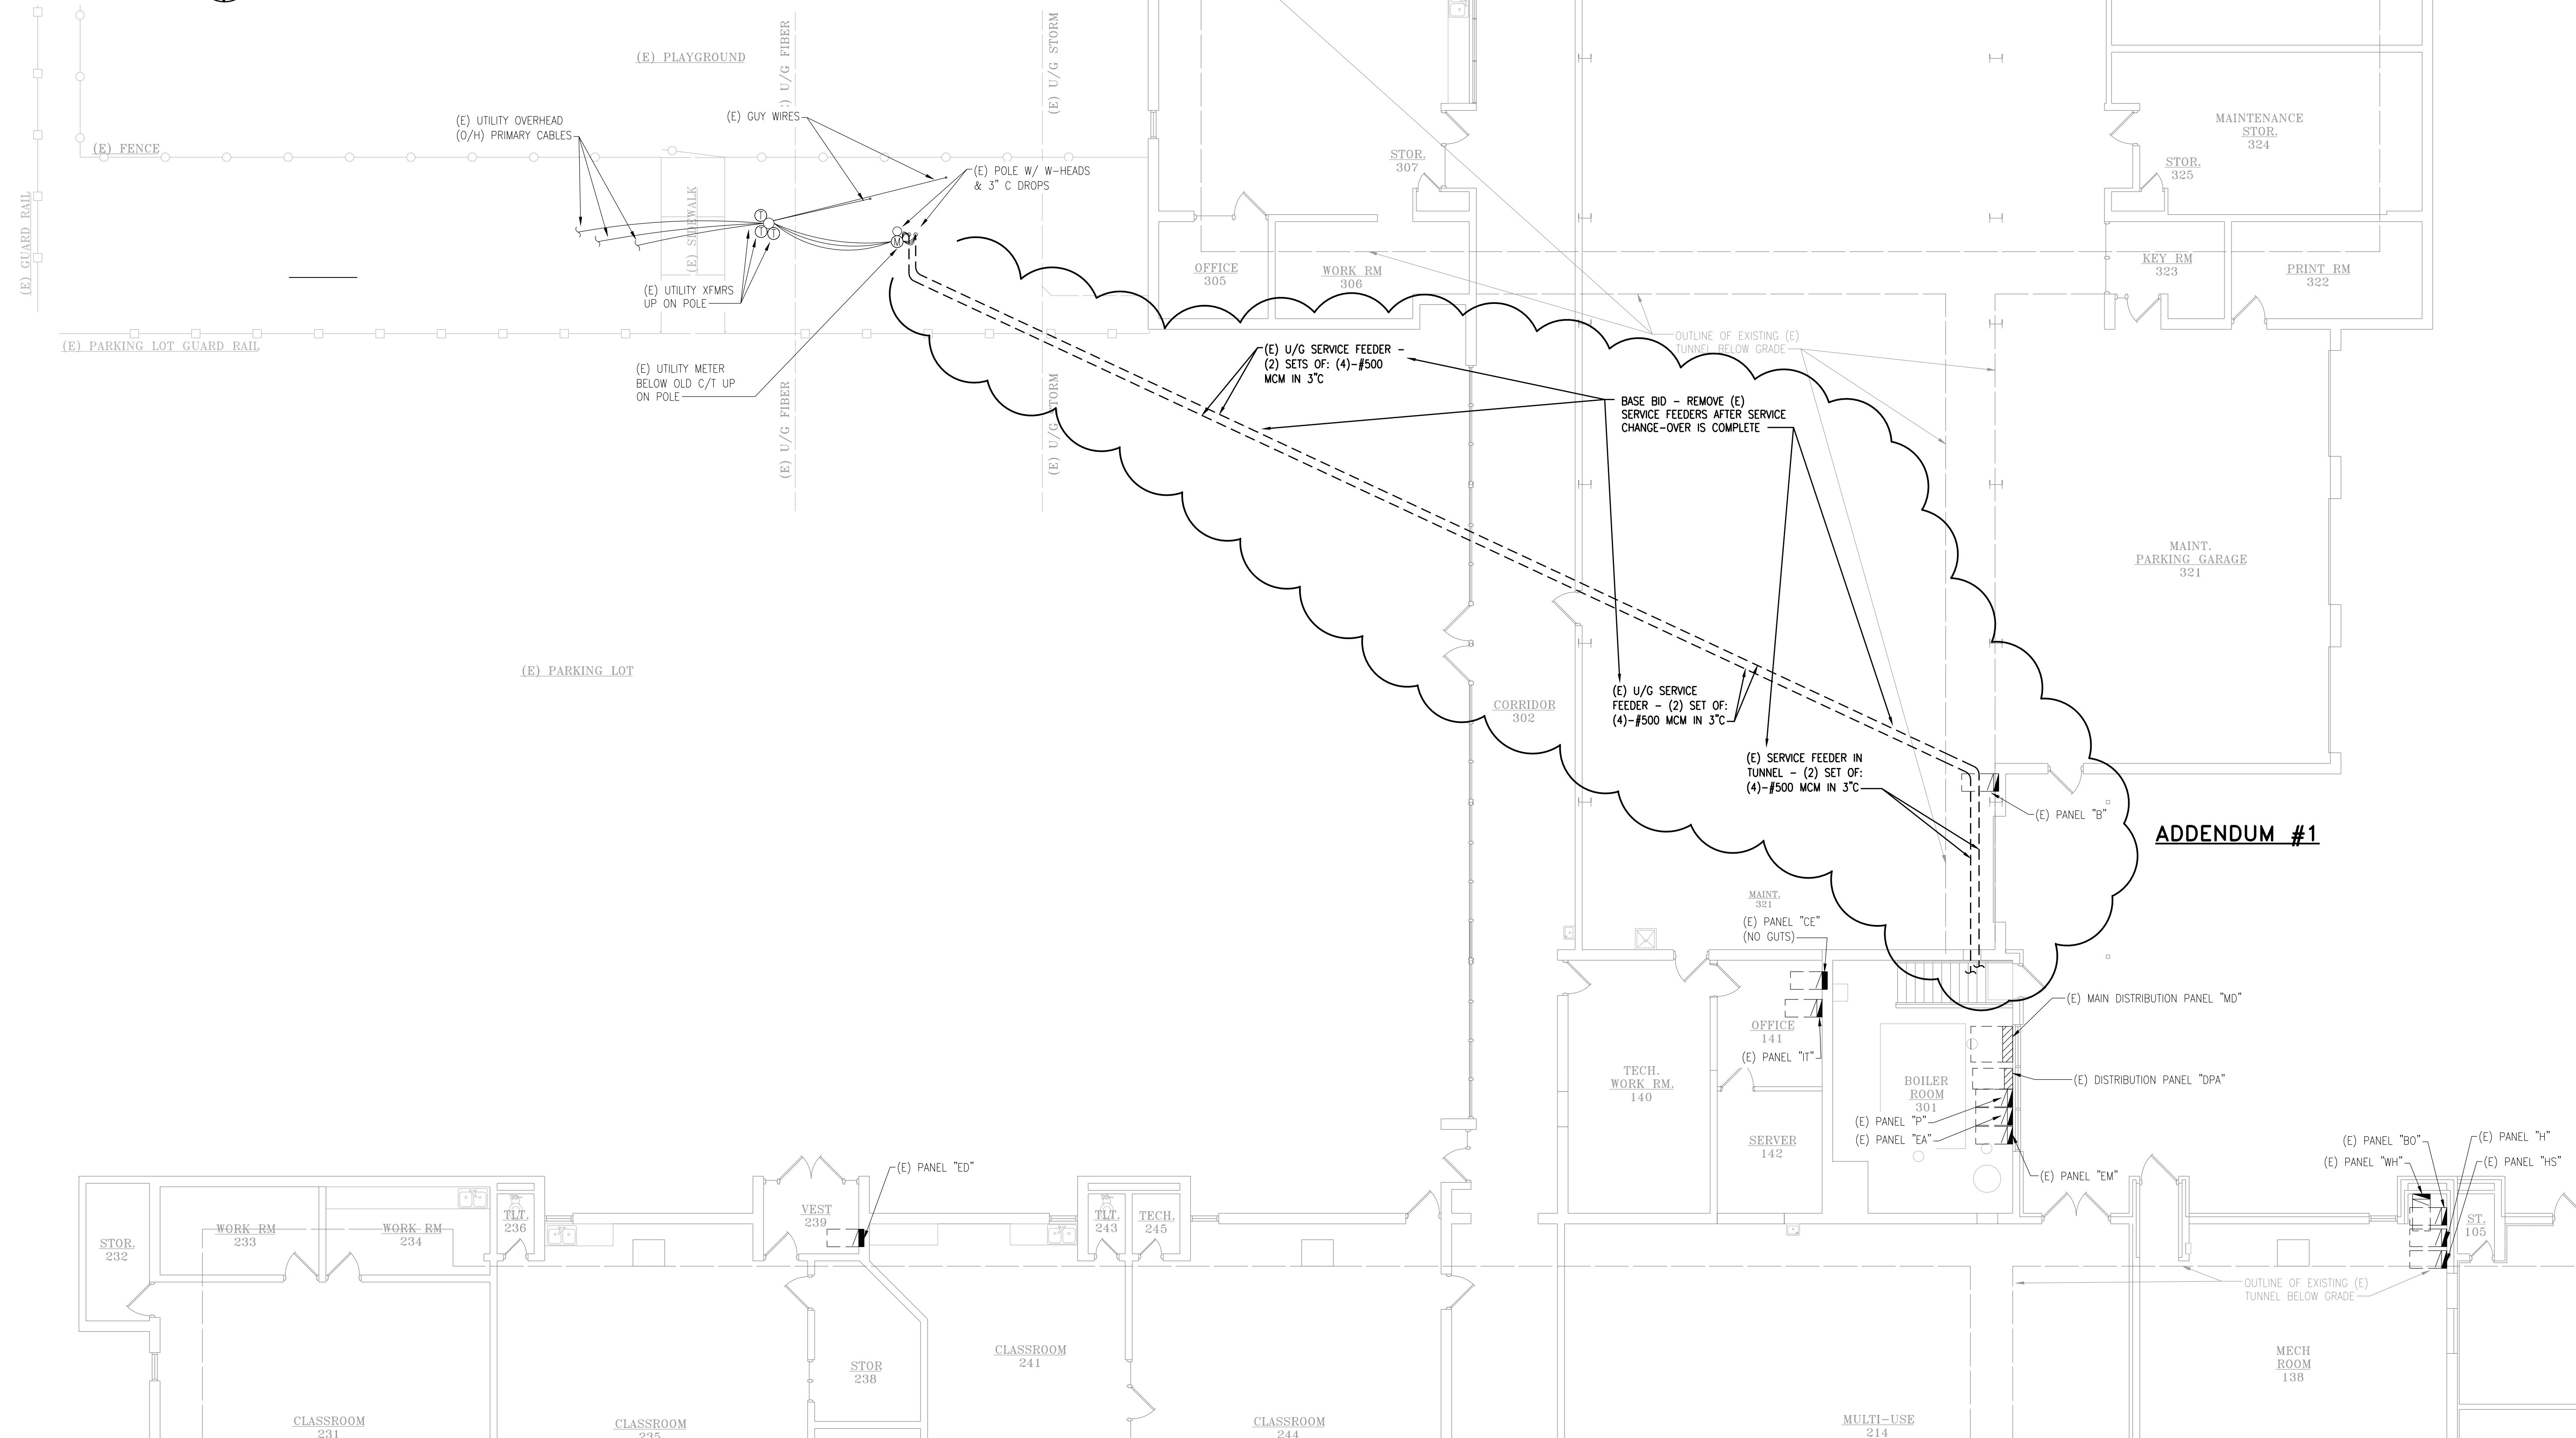 (E) PLAYGROUND
(E) U/G FIBER
(E) U/G STORM
(E) UTILITY OVERHEAD
(O/H) PRIMARY CABLES
(E) GUY WIRES
(E) FENCE
(E) GUARD RAIL
(E) SIDEWALK
(E) POLE W/ W-HEADS
& 3" C DROPS
T
T
T
M
(E) UTILITY XFMRS
UP ON POLE
(E) PARKING LOT GUARD RAIL
(E) UTILITY METER
BELOW OLD C/T UP
ON POLE
(E) U/G FIBER
(E) U/G STORM
(E) PARKING LOT
STOR.
307
OFFICE
305
WORK RM
306
MAINTENANCE
STOR.
324
STOR.
325
KEY RM
323
PRINT RM
322
OUTLINE OF EXISTING (E)
TUNNEL BELOW GRADE
(E) U/G SERVICE FEEDER -
(2) SETS OF: (4)-#500
MCM IN 3"C
BASE BID - REMOVE (E)
SERVICE FEEDERS AFTER SERVICE
CHANGE-OVER IS COMPLETE
MAINT.
PARKING GARAGE
321
CORRIDOR
302
(E) U/G SERVICE
FEEDER - (2) SET OF:
(4)-#500 MCM IN 3"C
(E) SERVICE FEEDER IN
TUNNEL - (2) SET OF:
(4)-#500 MCM IN 3"C
(E) PANEL "B"
ADDENDUM #1
MAINT.
321
(E) PANEL "CE"
(NO GUTS)
OFFICE
141
(E) PANEL "IT"
TECH.
WORK RM.
140
SERVER
142
BOILER
ROOM
301
(E) MAIN DISTRIBUTION PANEL "MD"
(E) DISTRIBUTION PANEL "DPA"
(E) PANEL "P"
(E) PANEL "EA"
(E) PANEL "EM"
(E) PANEL "BO"
(E) PANEL "WH"
(E) PANEL "H"
(E) PANEL "HS"
(E) PANEL "ED"
STOR.
232
WORK RM
233
WORK RM
234
TLT.
236
VEST
239
TLT.
243
TECH.
245
ST.
105
OUTLINE OF EXISTING (E)
TUNNEL BELOW GRADE
STOR
238
CLASSROOM
241
MECH
ROOM
138
CLASSROOM
231
CLASSROOM
235
CLASSROOM
244
MULTI-USE
214